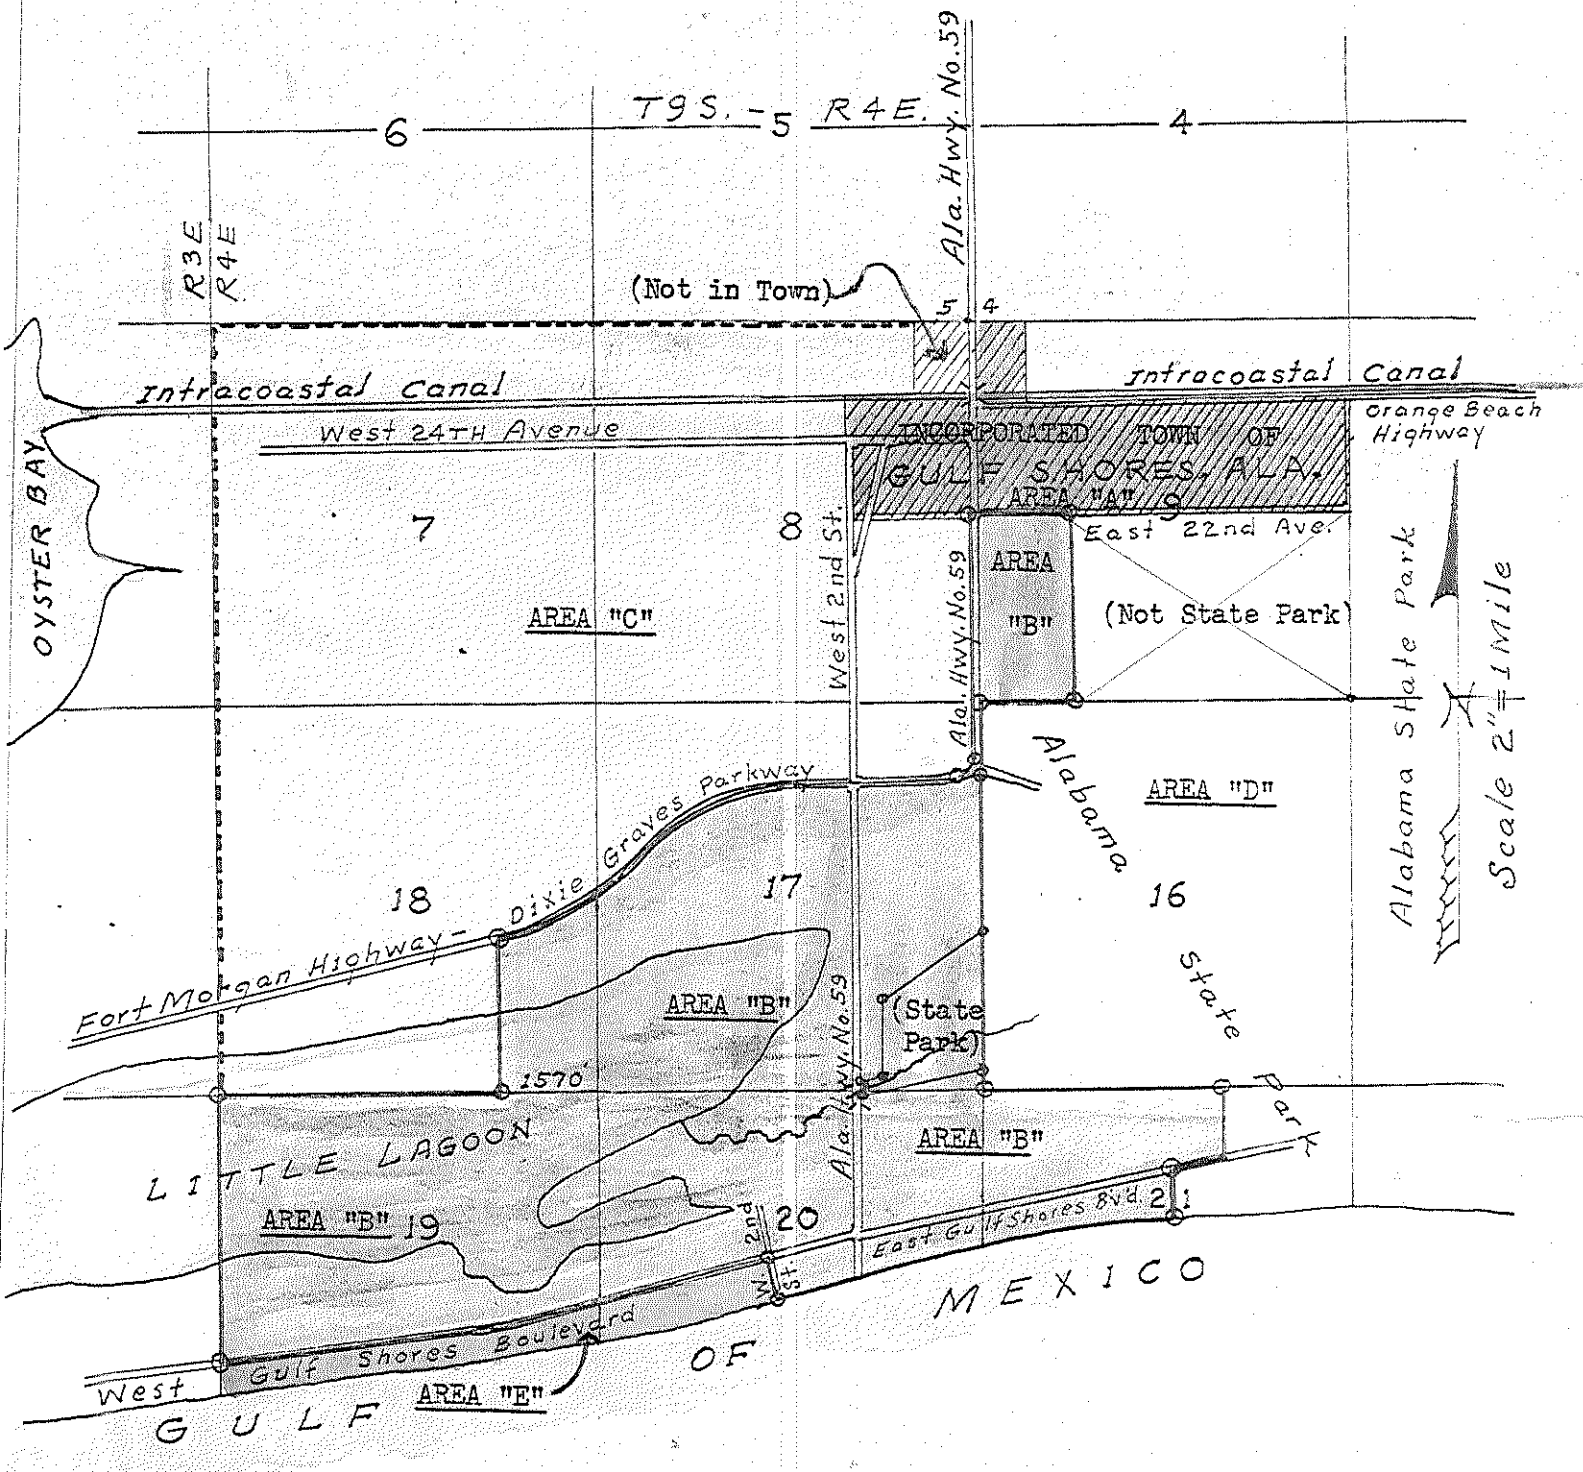 Ala. Hwy. No. 59
T9S. - R4E.
6
5
4
R3E
R4E
(Not in Town)
5 4
Intracoastal Canal
Intracoastal Canal
Orange Beach
Highway
West 24TH Avenue
INCORPORATED TOWN OF
GULF SHORES, ALA.
AREA "A"
9
East 22nd Ave.
OYSTER BAY
7
8
AREA "C"
West 2nd St.
Ala. Hwy. No. 59
AREA
"B"
(Not State Park)
Alabama State Park
Scale 2" = 1 Mile
Dixie Graves Parkway
Alabama State Park
AREA "D"
18
17
16
Fort Morgan Highway -
AREA "B"
Ala. Hwy. No. 59
(State
Park)
1570'
LITTLE LAGOON
AREA "B"
AREA "B" 19
20
W 2nd St.
East Gulf Shores Bvd.
21
West Gulf Shores Boulevard
AREA "E"
GULF OF MEXICO